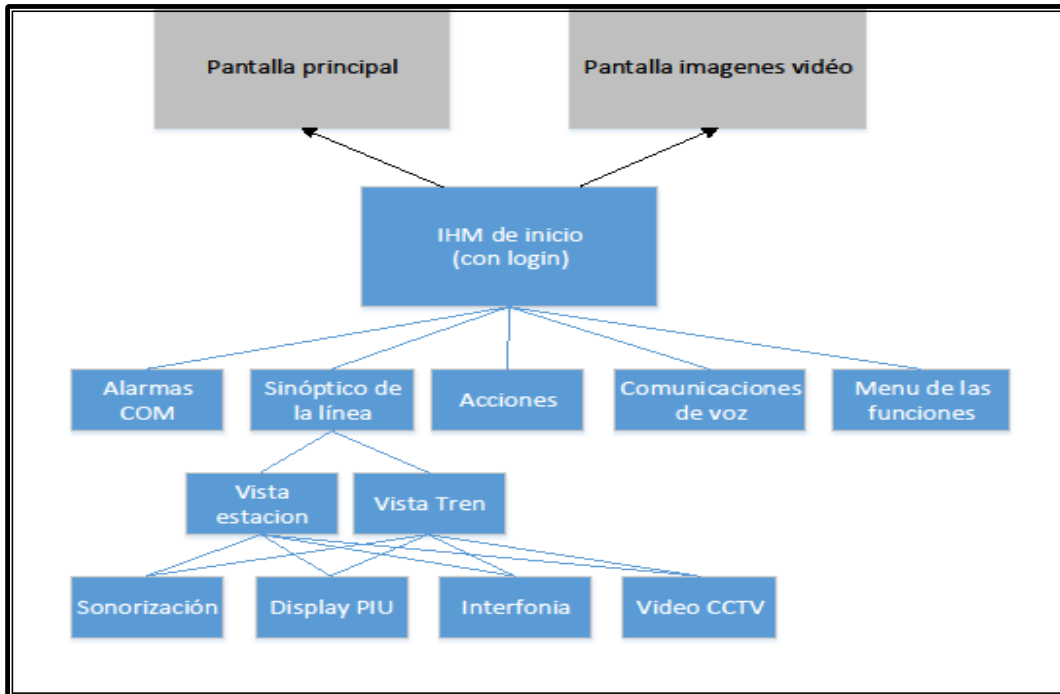 Pantalla principal
Pantalla imagenes vidéo
IHM de inicio
(con login)
Alarmas
COM
Sinóptico de
la línea
Acciones
Comunicaciones
de voz
Menu de las
funciones
Vista
estacion
Vista Tren
Sonorización
Display PIU
Interfonia
Video CCTV